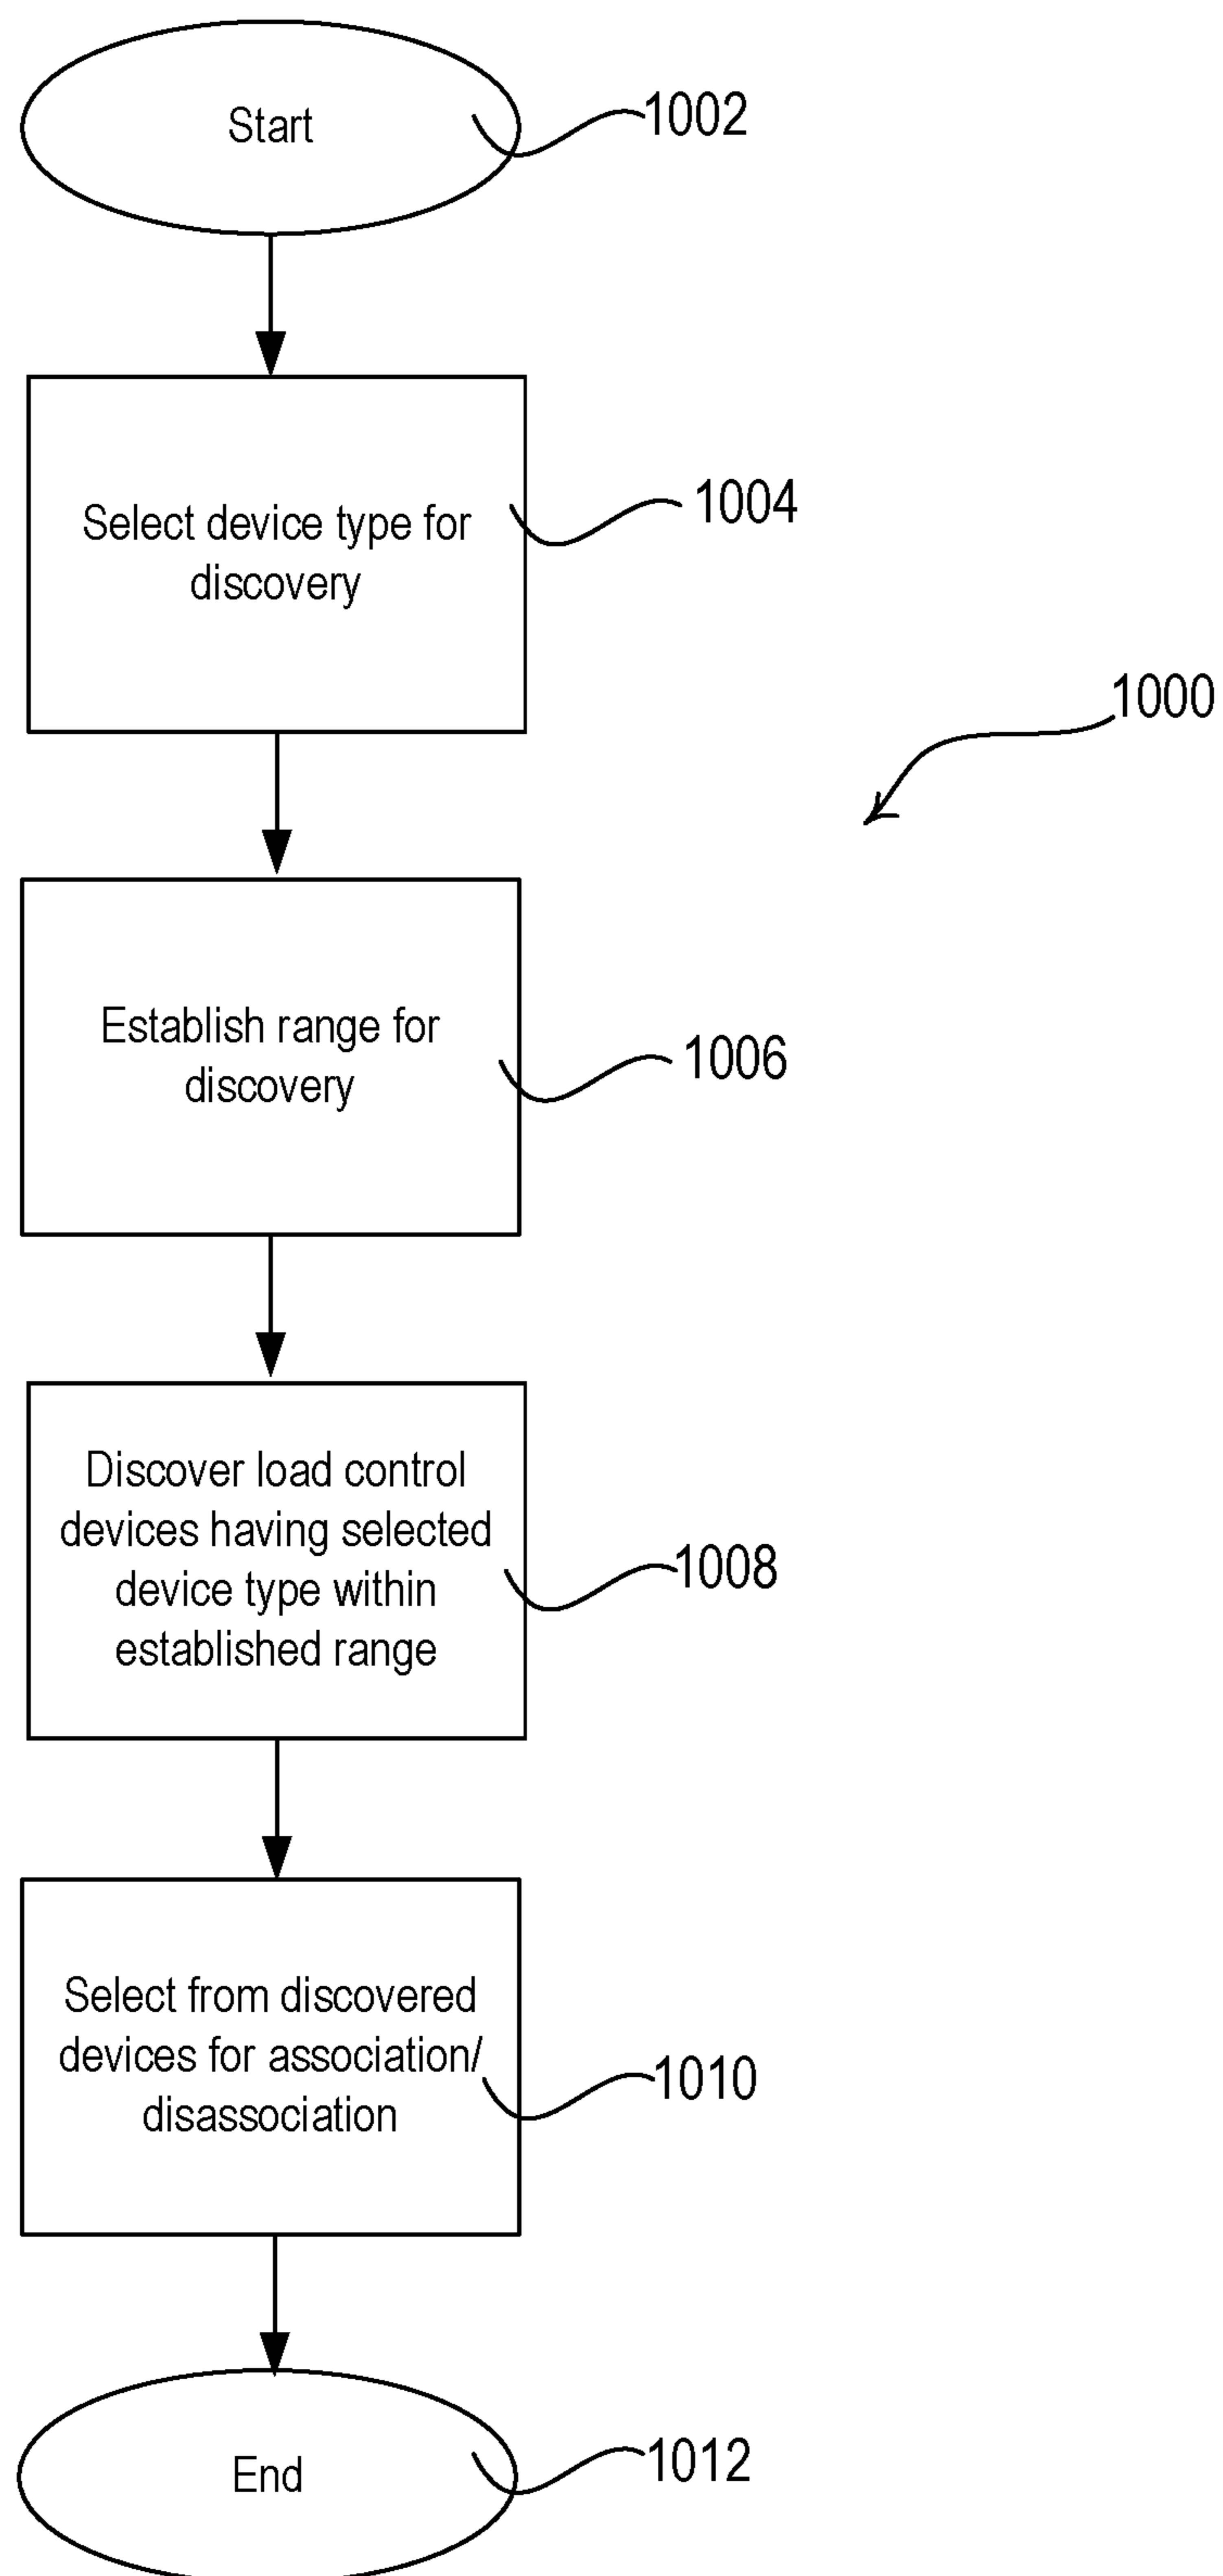 Start
1002
Select device type for
discovery
1004
1000
Establish range for
discovery
1006
Discover load control
devices having selected
device type within
established range
1008
Select from discovered
devices for association/
disassociation
1010
End
1012